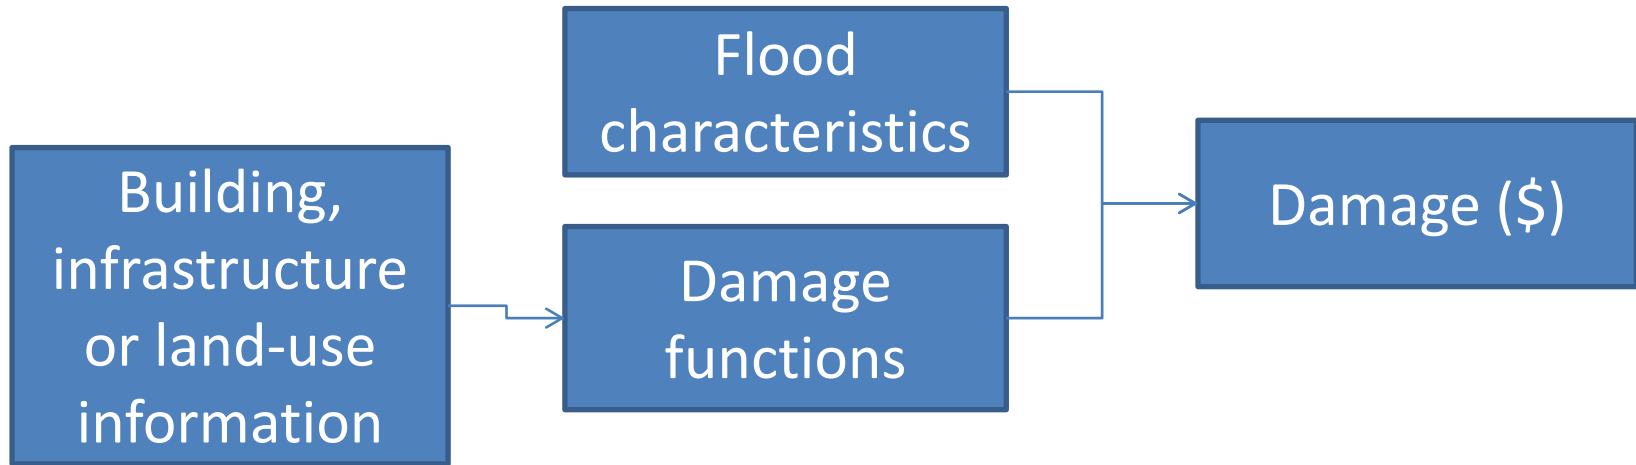 Building,
infrastructure
or land-use
information
Flood
characteristics
Damage
functions
Damage ($)